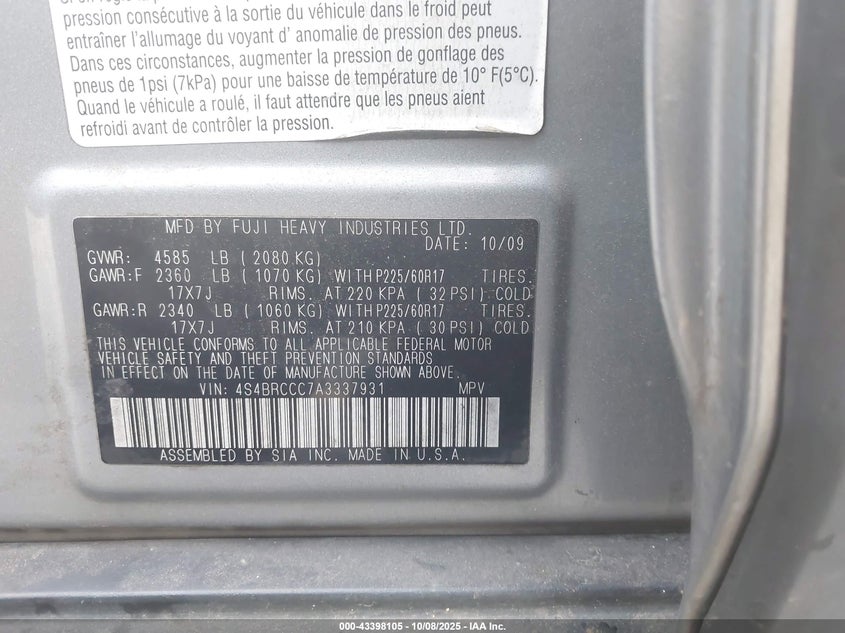 pression consécutive à la sortie du véhicule dans le froid peut
entraîner l'allumage du voyant d' anomalie de pression des pneus.
Dans ces circonstances, augmenter la pression de gonflage des
pneus de 1psi (7kPa) pour une baisse de température de 10° F(5°C).
Quand le véhicule a roulé, il faut attendre que les pneus aient
refroidi avant de contrôler la pression.
MFD BY FUJI HEAVY INDUSTRIES LTD.
DATE: 10/09
GVWR: 4585 LB ( 2080 KG)
GAWR:F 2360 LB ( 1070 KG) WITH P225/60R17 TIRES.
17X7J RIMS. AT 220 KPA ( 32 PSI) COLD
GAWR:R 2340 LB ( 1060 KG) WITH P225/60R17 TIRES.
17X7J RIMS. AT 210 KPA ( 30 PSI) COLD
THIS VEHICLE CONFORMS TO ALL APPLICABLE FEDERAL MOTOR
VEHICLE SAFETY AND THEFT PREVENTION STANDARDS
IN EFFECT ON THE DATE OF MANUFACTURE SHOWN ABOVE.
VIN: 4S4BRCCC7A3337931 MPV
ASSEMBLED BY SIA INC. MADE IN U.S.A.
000-43398105 - 10/08/2025 - IAA Inc.